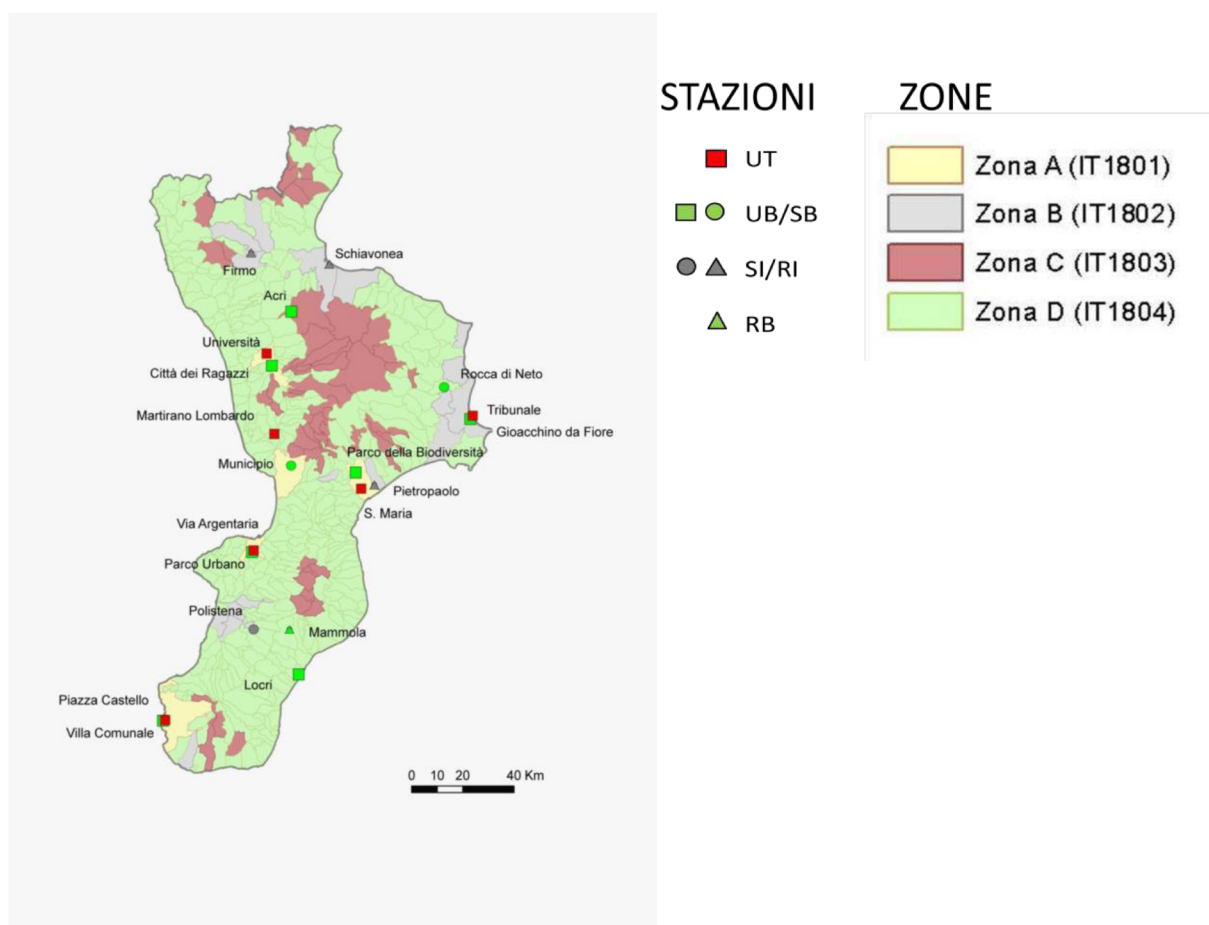 STAZIONI
ZONE
UT
UB/SB
SI/RI
RB
Zona A (IT1801)
Zona B (IT1802)
Zona C (IT1803)
Zona D (IT1804)
Schiavonea
Firmo
Acri
Università
Città dei Ragazzi
Rocca di Neto
Martirano Lombardo
Tribunale
Gioacchino da Fiore
Parco della Biodiversità
Municipio
Pietropaolo
S. Maria
Via Argentaria
Parco Urbano
Polistena
Mammola
Locri
Piazza Castello
Villa Comunale
0 10 20 40 Km